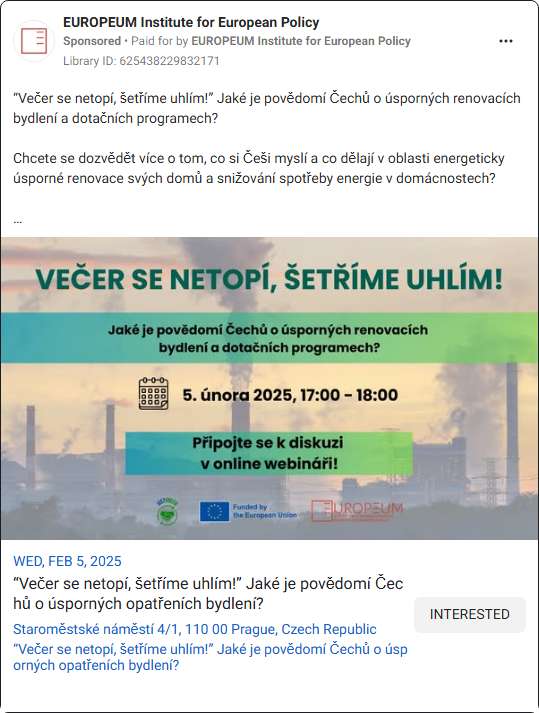 EUROPEUM Institute for European Policy
Sponsored • Paid for by EUROPEUM Institute for European Policy
Library ID: 625438229832171
“Večer se netopí, šetříme uhlím!” Jaké je povědomí Čechů o úsporných renovacích
bydlení a dotačních programech?
Chcete se dozvědět více o tom, co si Češi myslí a co dělají v oblasti energeticky
úsporné renovace svých domů a snižování spotřeby energie v domácnostech?
...
VEČER SE NETOPÍ, ŠETŘÍME UHLÍM!
Jaké je povědomí Čechů o úsporných renovacích
bydlení a dotačních programech?
5. února 2025, 17:00 - 18:00
Připojte se k diskuzi
v online webináři!
Funded by
the European Union
EUROPEUM
WED, FEB 5, 2025
“Večer se netopí, šetříme uhlím!” Jaké je povědomí Čec
hů o úsporných opatřeních bydlení?
INTERESTED
Staroměstské náměstí 4/1, 110 00 Prague, Czech Republic
“Večer se netopí, šetříme uhlím!” Jaké je povědomí Čechů o úsp
orných opatřeních bydlení?